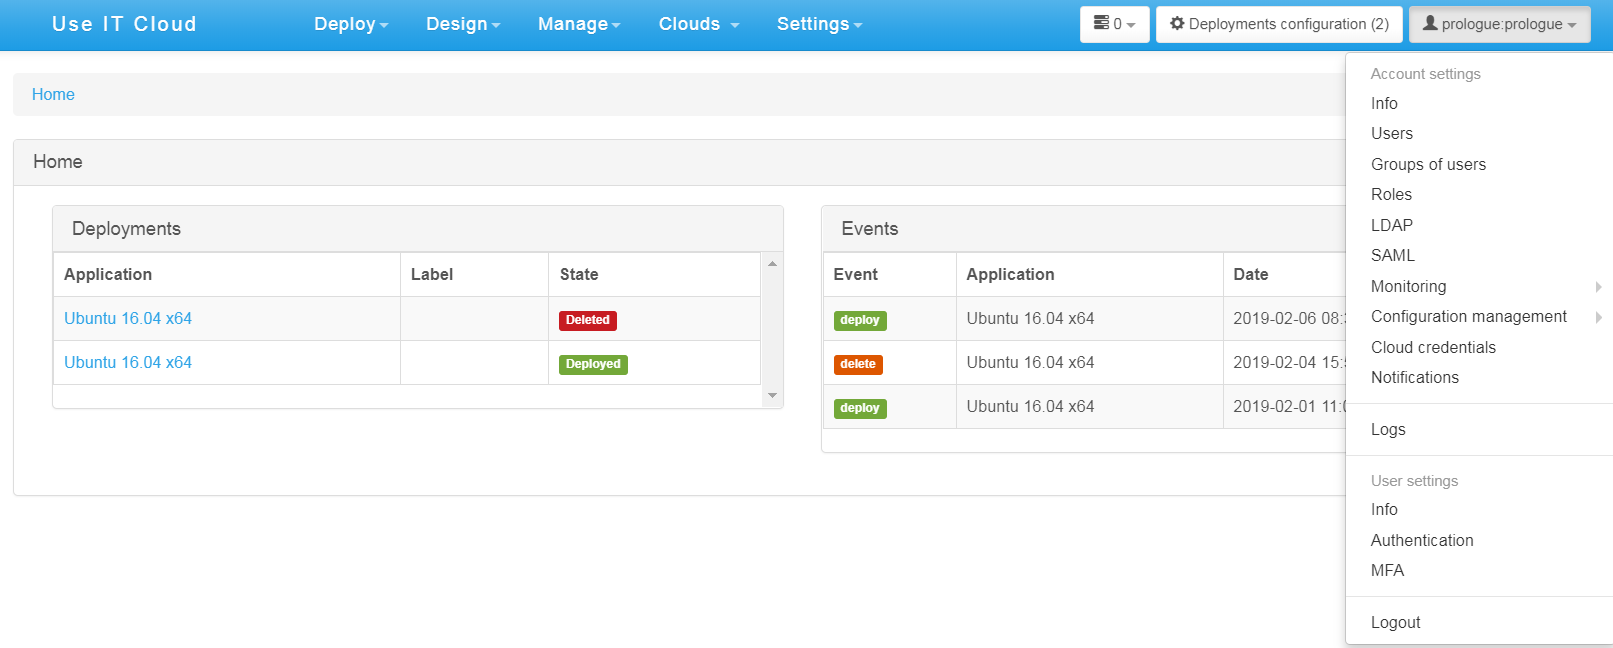 Use IT Cloud Deploy Design Manage Clouds Settings 0 Deployments configuration (2) prologue:prologue
Home
Home
Deployments
Application Label State
Ubuntu 16.04 x64 Deleted
Ubuntu 16.04 x64 Deployed
Events
Event Application Date
deploy Ubuntu 16.04 x64 2019-02-06 08:
delete Ubuntu 16.04 x64 2019-02-04 15:
deploy Ubuntu 16.04 x64 2019-02-01 11:
Account settings
Info
Users
Groups of users
Roles
LDAP
SAML
Monitoring
Configuration management
Cloud credentials
Notifications
Logs
User settings
Info
Authentication
MFA
Logout